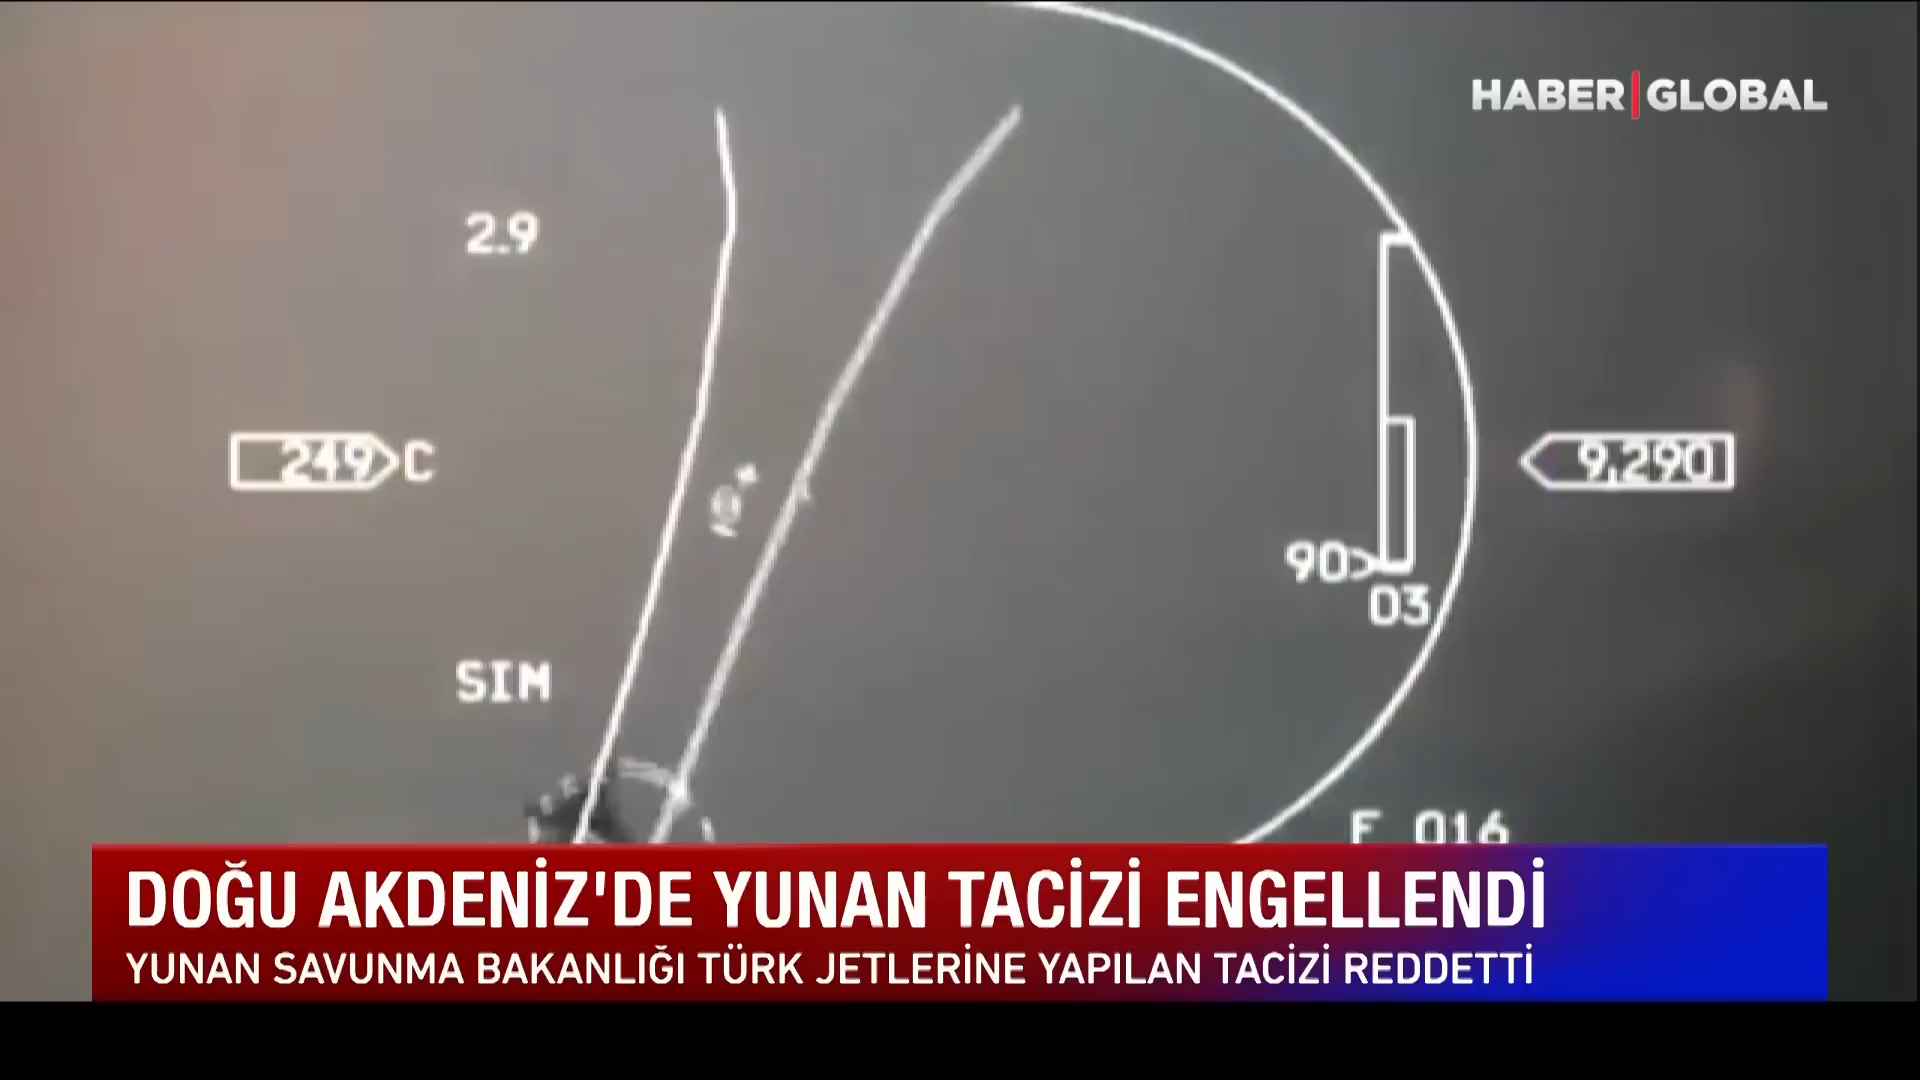 HABER GLOBAL
2.9
249 C
9,290
90
03
SIM
F 016
DOĞU AKDENİZ'DE YUNAN TACİZİ ENGELLENDİ
YUNAN SAVUNMA BAKANLIĞI TÜRK JETLERİNE YAPILAN TACİZİ REDDETTİ